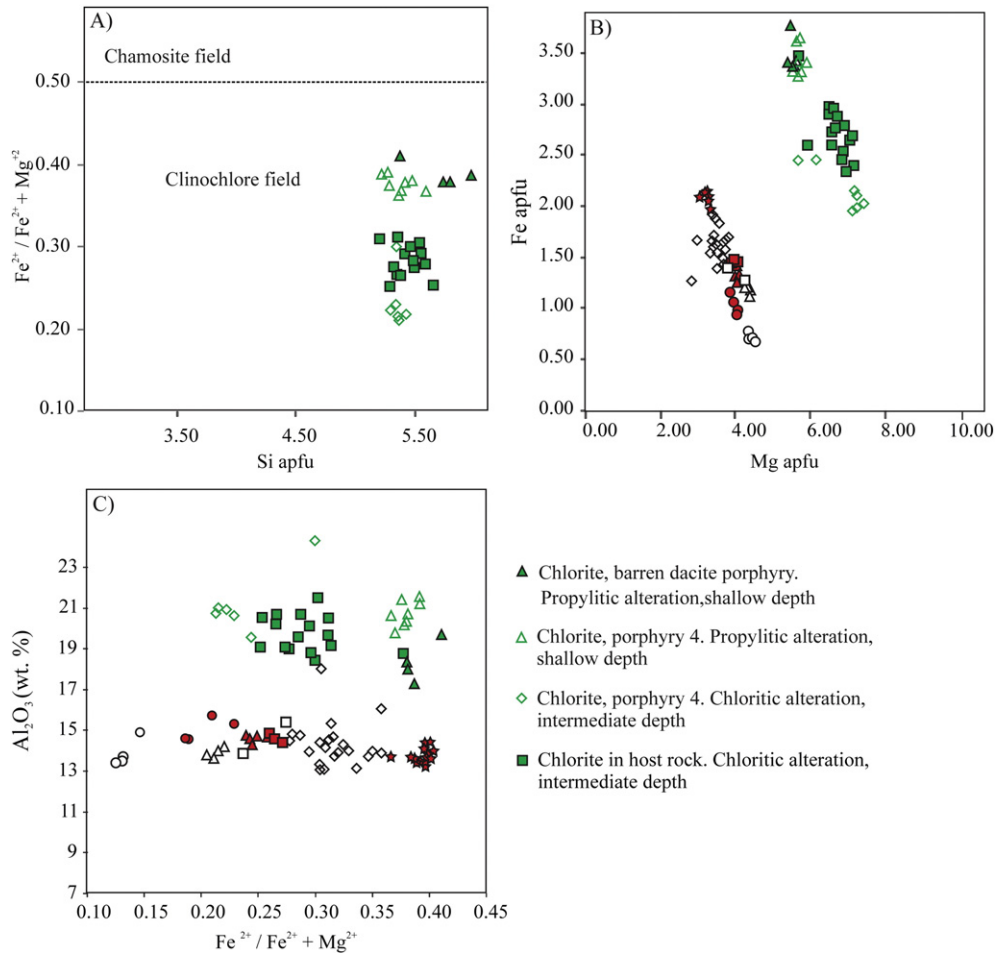 A)
Chamosite field
0.50
0.40
Clinochlore field
0.30
0.20
0.10
3.50
4.50
5.50
Si apfu
Fe²⁺ / Fe²⁺ + Mg⁺²
B)
3.50
3.00
2.50
2.00
1.50
1.00
0.50
0.00
0.00
2.00
4.00
6.00
8.00
10.00
Mg apfu
Fe apfu
C)
23
21
19
17
15
13
11
9
7
0.10
0.15
0.20
0.25
0.30
0.35
0.40
0.45
Fe ²⁺ / Fe²⁺ + Mg²⁺
Al₂O₃ (wt. %)
Chlorite, barren dacite porphyry.
Propylitic alteration,shallow depth
Chlorite, porphyry 4. Propylitic alteration,
shallow depth
Chlorite, porphyry 4. Chloritic alteration,
intermediate depth
Chlorite in host rock. Chloritic alteration,
intermediate depth